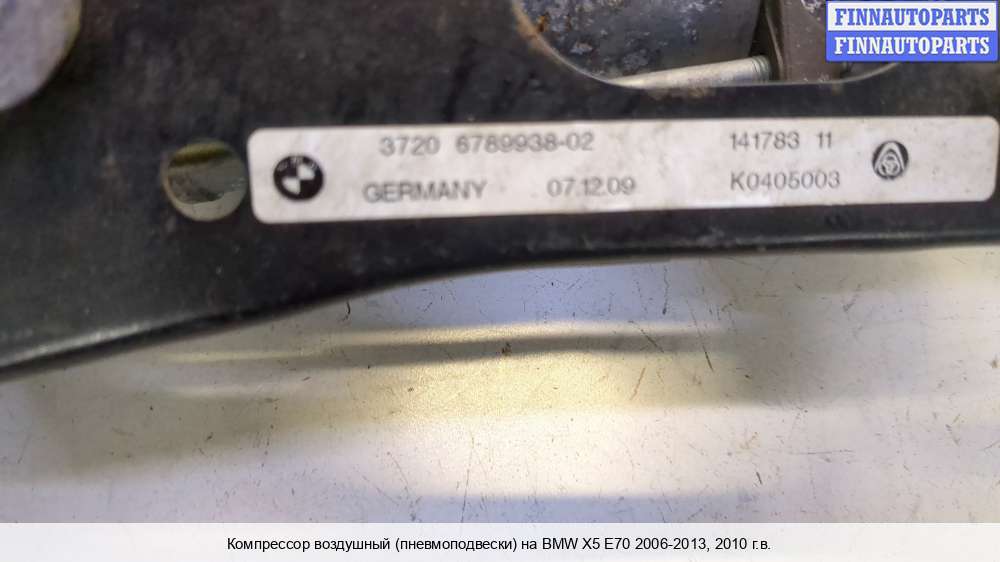 FINNAUTOPARTS
FINNAUTOPARTS
3720 6789938-02 141783 11
GERMANY 07.12.09 K0405003
Компрессор воздушный (пневмоподвески) на BMW X5 E70 2006-2013, 2010 г.в.